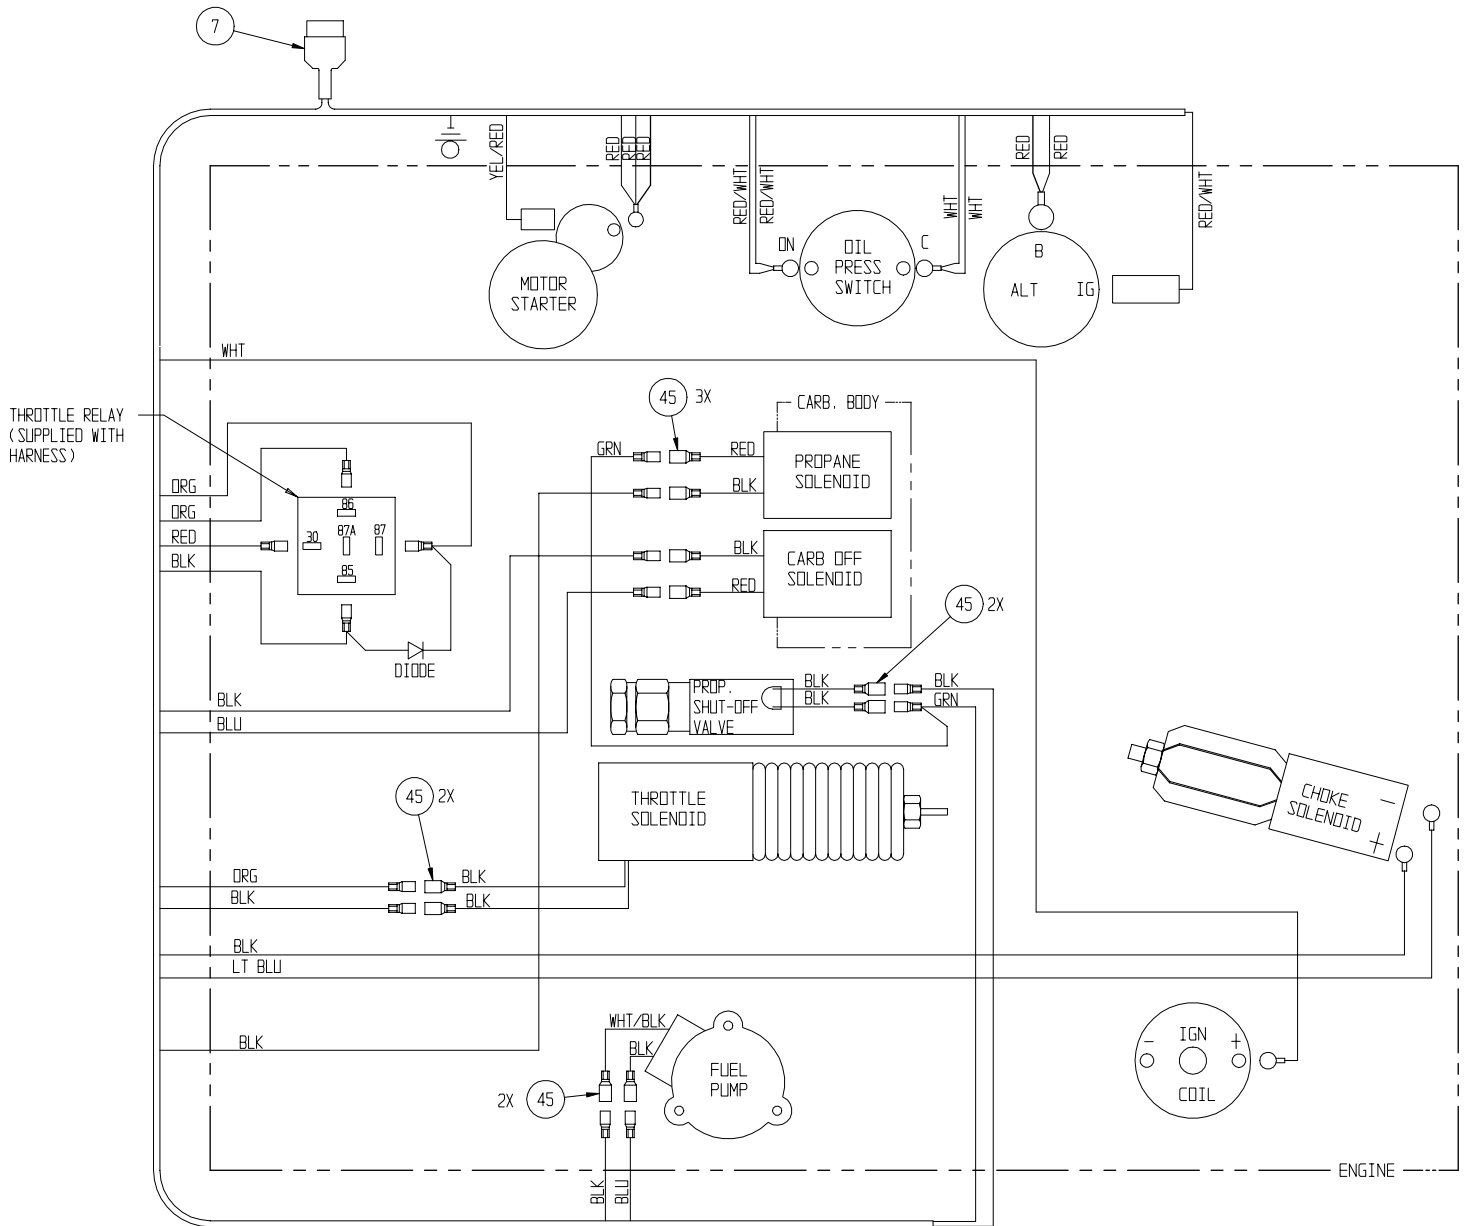 7
YEL/RED
RED
RED
RED
RED/WHT
RED/WHT
WHT
WHT
RED
RED
RED/WHT
MOTOR
STARTER
ON
OIL
PRESS
SWITCH
C
B
ALT
IG
WHT
THROTTLE RELAY
(SUPPLIED WITH
HARNESS)
ORG
ORG
RED
BLK
86
30
87A
87
85
DIODE
45 3X
GRN
RED
BLK
BLK
RED
CARB. BODY
PROPANE
SOLENOID
CARB OFF
SOLENOID
45 2X
BLK
BLU
PROP.
SHUT-OFF
VALVE
BLK
BLK
BLK
GRN
45 2X
THROTTLE
SOLENOID
CHOKE
SOLENOID
-
+
ORG
BLK
BLK
BLK
BLK
LT BLU
BLK
WHT/BLK
BLK
FUEL
PUMP
2X 45
BLK
BLU
-
IGN
+
COIL
ENGINE